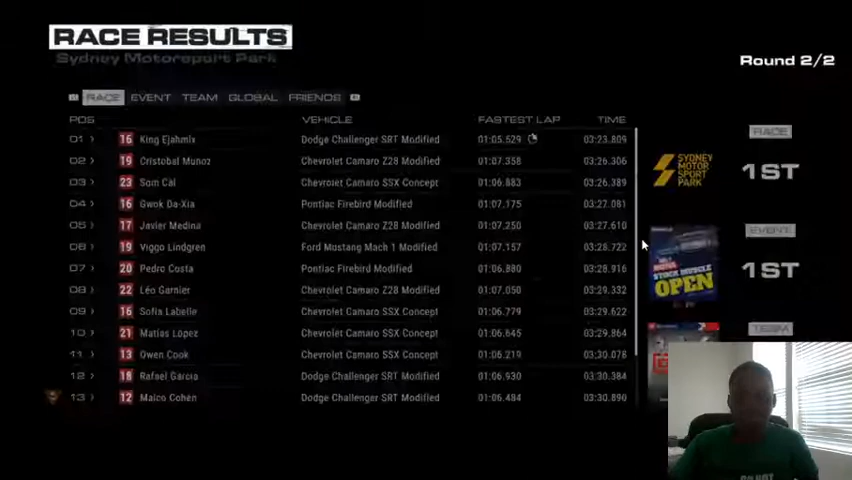 RACE RESULTS
Sydney Motorsport Park
Round 2/2
RACE EVENT TEAM GLOBAL FRIENDS
POS VEHICLE FASTEST LAP TIME
01 16 King Ejahmix Dodge Challenger SRT Modified 01:05.529 03:23.809
02 19 Cristobal Munoz Chevrolet Camaro Z28 Modified 01:07.358 03:26.306
03 23 Som Cal Chevrolet Camaro SSX Concept 01:06.883 03:26.389
04 16 Gwok Da-Xia Pontiac Firebird Modified 01:07.175 03:27.081
05 17 Javier Medina Chevrolet Camaro Z28 Modified 01:07.250 03:27.610
06 19 Viggo Lindgren Ford Mustang Mach 1 Modified 01:07.157 03:28.722
07 20 Pedro Costa Pontiac Firebird Modified 01:06.880 03:28.916
08 22 Léo Garnier Chevrolet Camaro Z28 Modified 01:07.050 03:29.332
09 16 Sofia Labelle Chevrolet Camaro SSX Concept 01:06.779 03:29.622
10 21 Matías López Chevrolet Camaro SSX Concept 01:06.645 03:29.864
11 13 Owen Cook Chevrolet Camaro SSX Concept 01:06.219 03:30.078
12 18 Rafael García Dodge Challenger SRT Modified 01:06.930 03:30.384
13 12 Maico Cohen Dodge Challenger SRT Modified 01:06.484 03:30.890
RACE
SYDNEY
MOTOR
SPORT
PARK
1ST
EVENT
STOCK MUSCLE
OPEN
1ST
TEAM